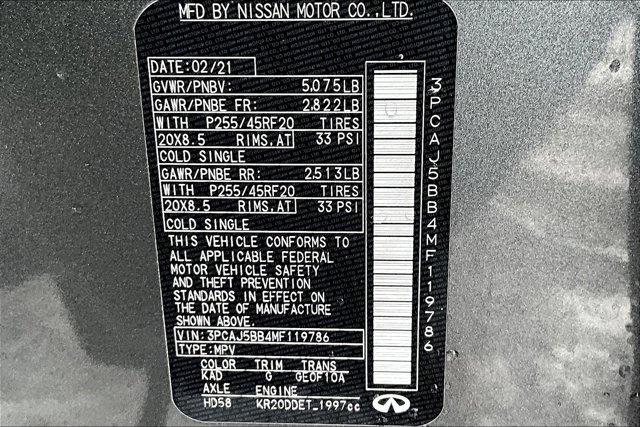 MFD BY NISSAN MOTOR CO.,LTD.
DATE:02/21
GVWR/PNBV: 5,075LB
GAWR/PNBE FR: 2,822LB
WITH P255/45RF20 TIRES
20X8.5 RIMS.AT 33 PSI
COLD SINGLE
GAWR/PNBE RR: 2,513LB
WITH P255/45RF20 TIRES
20X8.5 RIMS.AT 33 PSI
COLD SINGLE
THIS VEHICLE CONFORMS TO
ALL APPLICABLE FEDERAL
MOTOR VEHICLE SAFETY
AND THEFT PREVENTION
STANDARDS IN EFFECT ON
THE DATE OF MANUFACTURE
SHOWN ABOVE.
VIN:3PCAJ5BB4MF119786
TYPE:MPV
COLOR TRIM TRANS
KAD G GE0F10A
AXLE ENGINE
HD58 KR20DDET_1997cc
3PCAJ5BB4MF119786